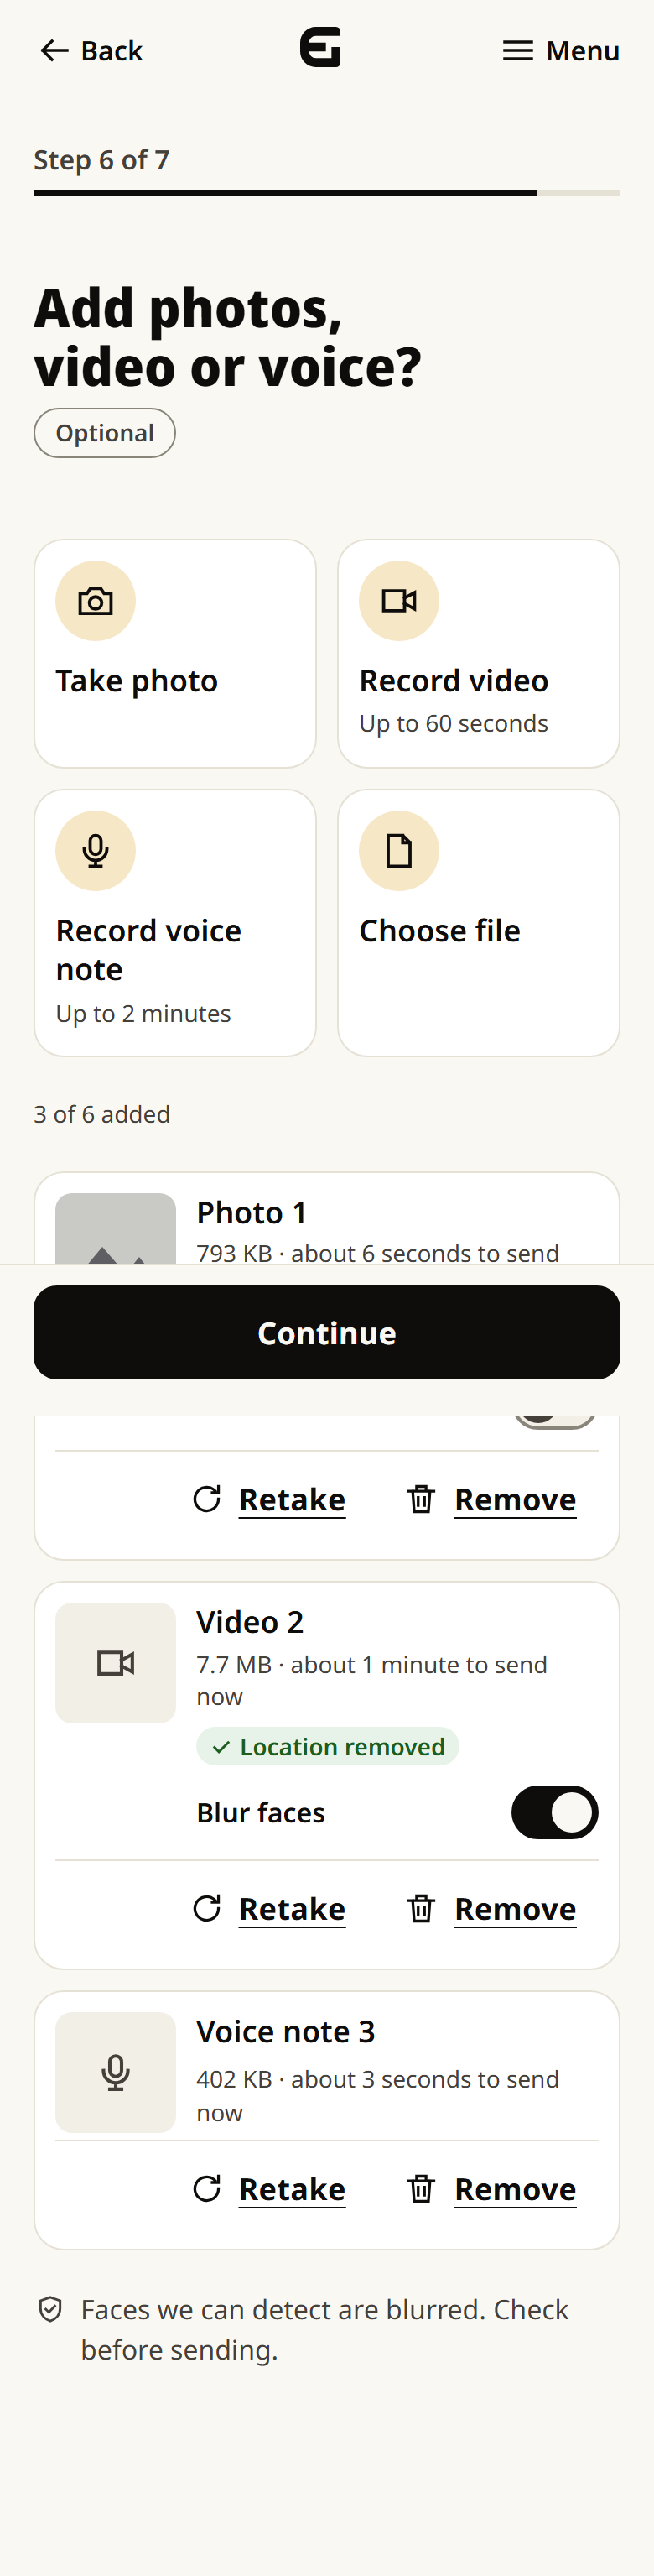 Back
Menu
Step 6 of 7
Add photos,
video or voice?
Optional
Take photo
Record video
Up to 60 seconds
Record voice
note
Up to 2 minutes
Choose file
3 of 6 added
Photo 1
793 KB · about 6 seconds to send
Continue
Retake
Remove
Video 2
7.7 MB · about 1 minute to send
now
Location removed
Blur faces
Retake
Remove
Voice note 3
402 KB · about 3 seconds to send
now
Retake
Remove
Faces we can detect are blurred. Check
before sending.